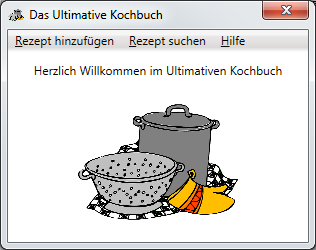 Das Ultimative Kochbuch
Rezept hinzufügen Rezept suchen Hilfe
Herzlich Willkommen im Ultimativen Kochbuch